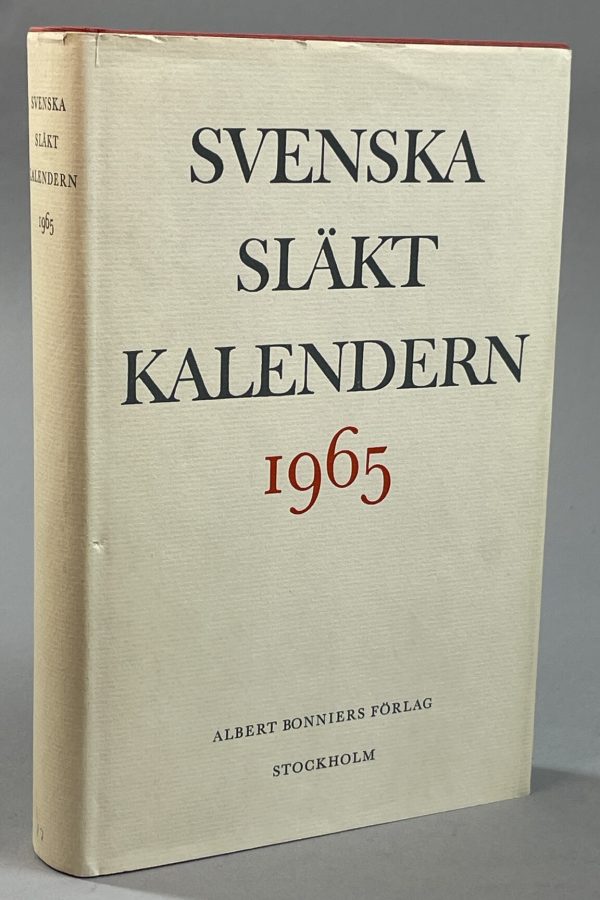 SVENSKA
SLÄKT
KALENDERN
1965
SVENSKA
SLÄKT
KALENDERN
1965
ALBERT BONNIERS FÖRLAG
STOCKHOLM